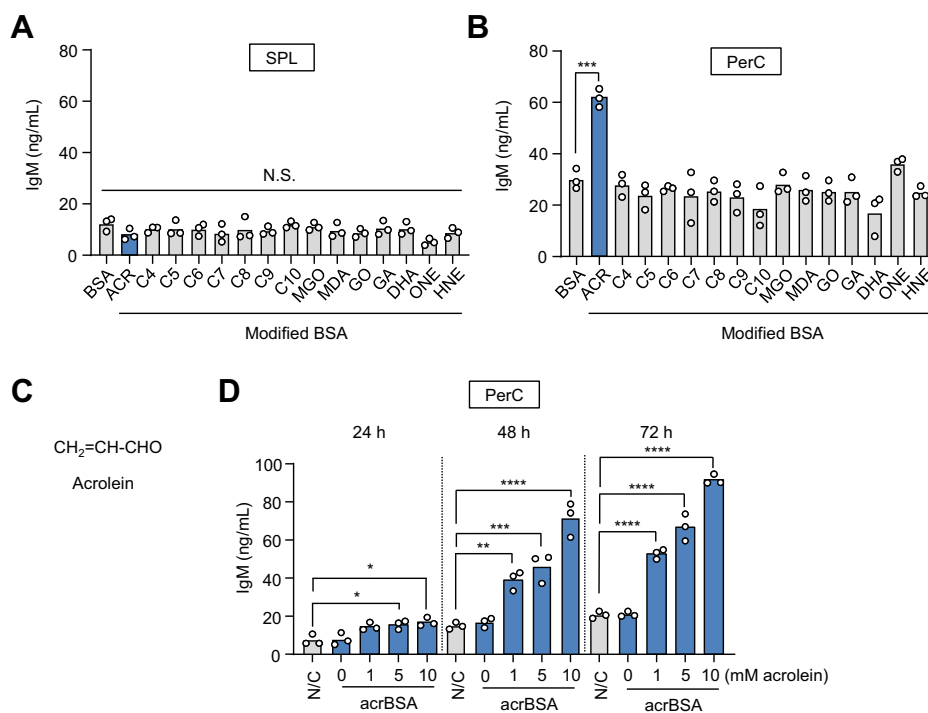 A
SPL
80
60
40
20
0
IgM (ng/mL)
N.S.
BSA ACR C4 C5 C6 C7 C8 C9 C10 MGO MDA GO GA DHA ONE HNE
Modified BSA
B
PerC
80
60
40
20
0
IgM (ng/mL)
***
BSA ACR C4 C5 C6 C7 C8 C9 C10 MGO MDA GO GA DHA ONE HNE
Modified BSA
C
CH2=CH-CHO
Acrolein
D
PerC
24 h 48 h 72 h
100
80
60
40
20
0
IgM (ng/mL)
*
*
****
***
**
****
****
****
N/C 0 1 5 10 N/C 0 1 5 10 N/C 0 1 5 10 (mM acrolein)
acrBSA acrBSA acrBSA